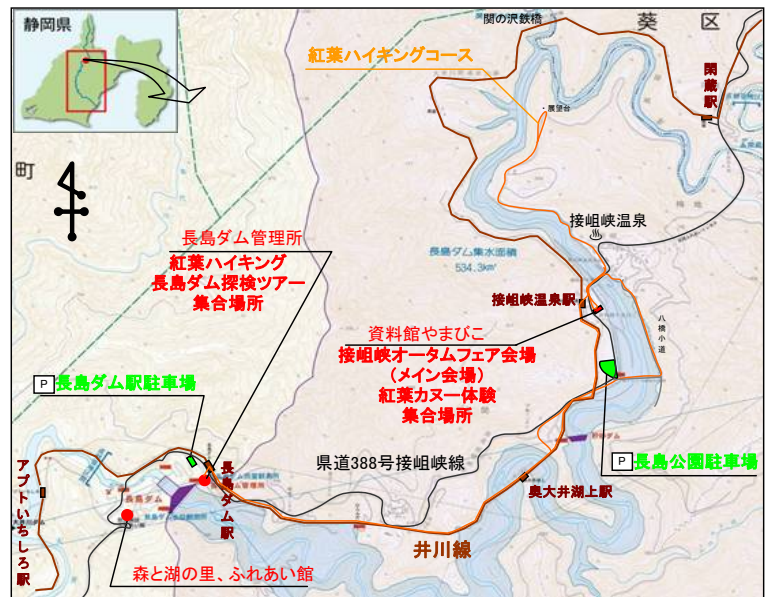 静岡県
関の沢鉄橋
葵区
紅葉ハイキングコース
閑蔵駅
・展望台
町
接岨峡温泉
長島ダム管理所
紅葉ハイキング
長島ダム探検ツアー
集合場所
長島ダム集水面積
534.3km²
接岨峡温泉駅
八橋小道
資料館やまびこ
接岨峡オータムフェア会場
(メイン会場)
紅葉カヌー体験
集合場所
P 長島ダム駅駐車場
県道388号接岨峡線
P 長島公園駐車場
アプトいちしろ駅
長島ダム
長島ダム駅
奥大井湖上駅
井川線
森と湖の里、ふれあい館